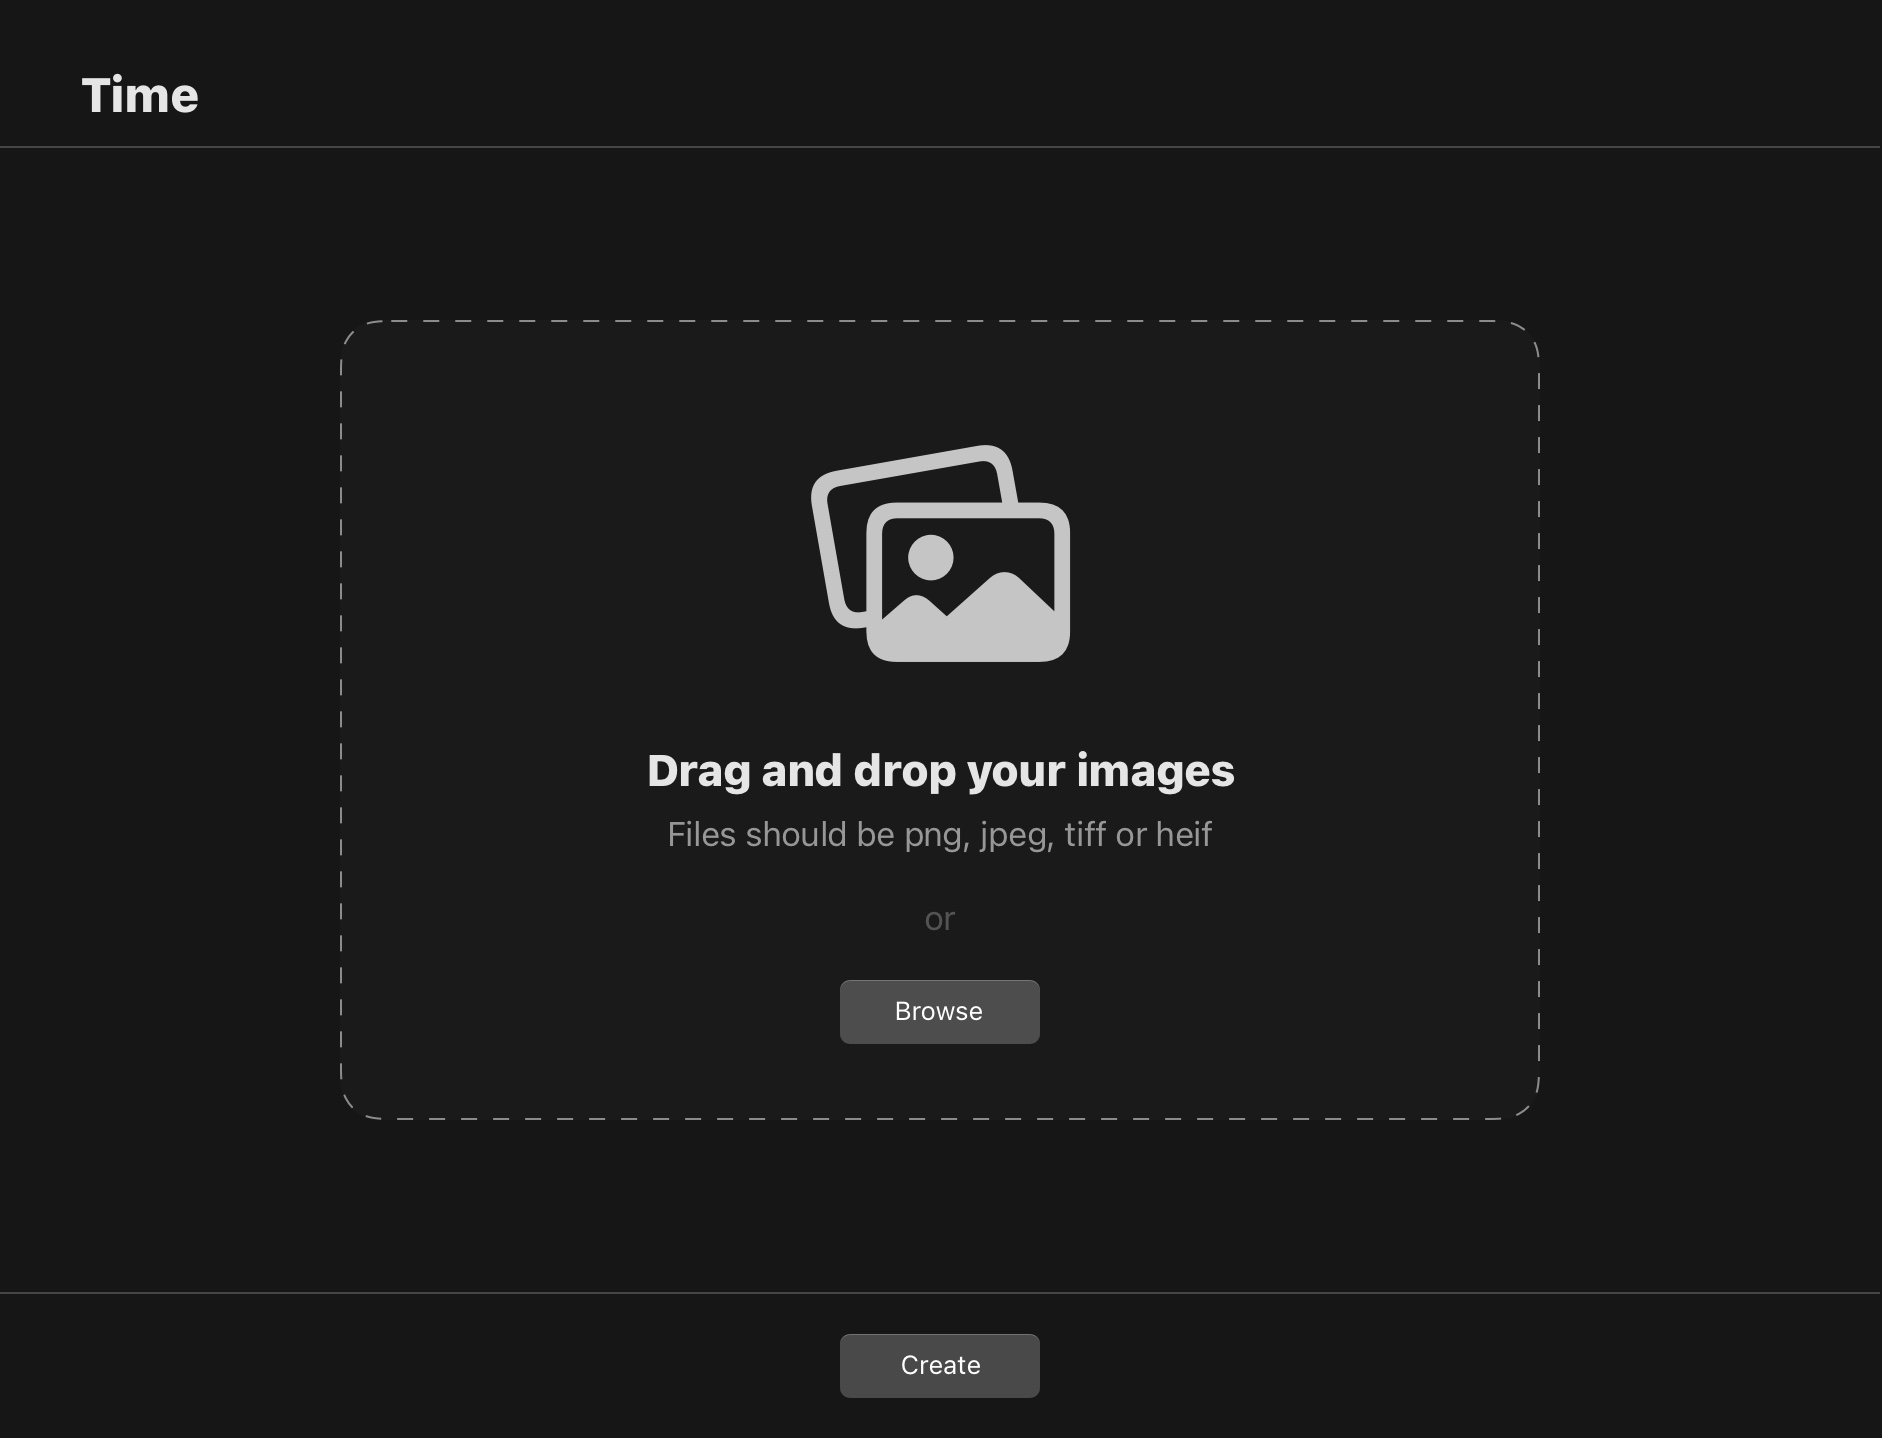 Time
Drag and drop your images
Files should be png, jpeg, tiff or heif
or
Browse
Create